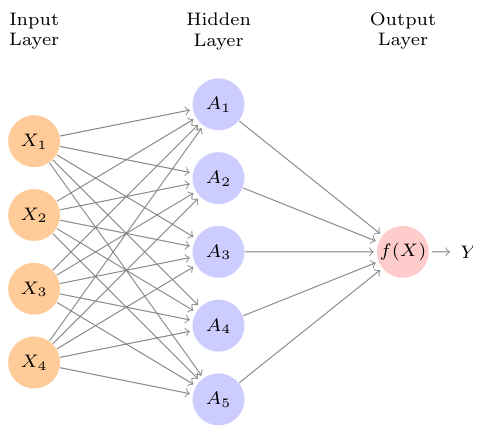 Input
Layer
Hidden
Layer
Output
Layer
X₁
X₂
X₃
X₄
A₁
A₂
A₃
A₄
A₅
f(X)
Y